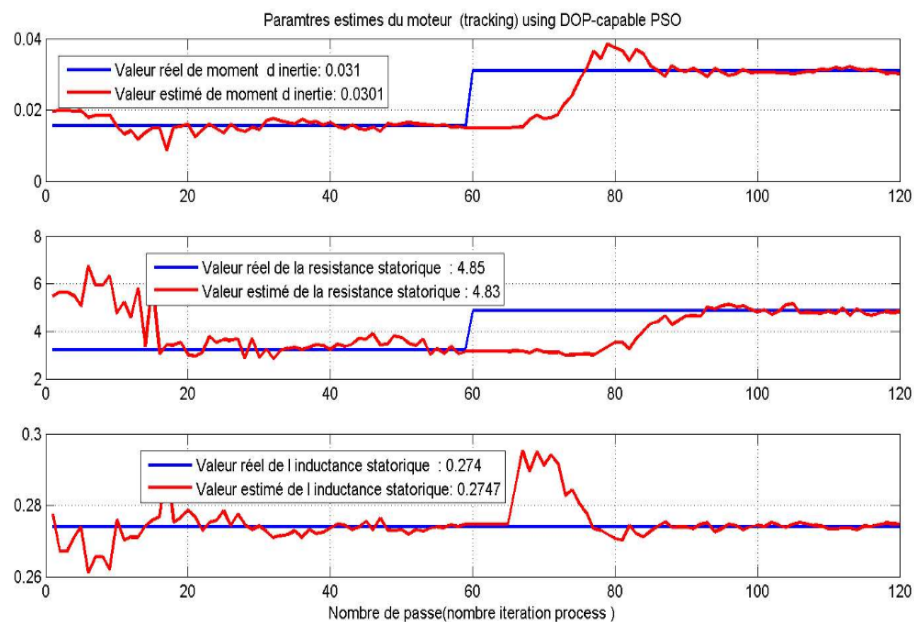 Paramtres estimes du moteur (tracking) using DOP-capable PSO
0.04
0.02
0
Valeur réel de moment d inertie: 0.031
Valeur estimé de moment d inertie: 0.0301
0 20 40 60 80 100 120
8
6
4
2
Valeur réel de la resistance statorique : 4.85
Valeur estimé de la resistance statorique : 4.83
0 20 40 60 80 100 120
0.3
0.28
0.26
Valeur réel de l inductance statorique : 0.274
Valeur estimé de l inductance statorique: 0.2747
0 20 40 60 80 100 120
Nombre de passe(nombre iteration process )